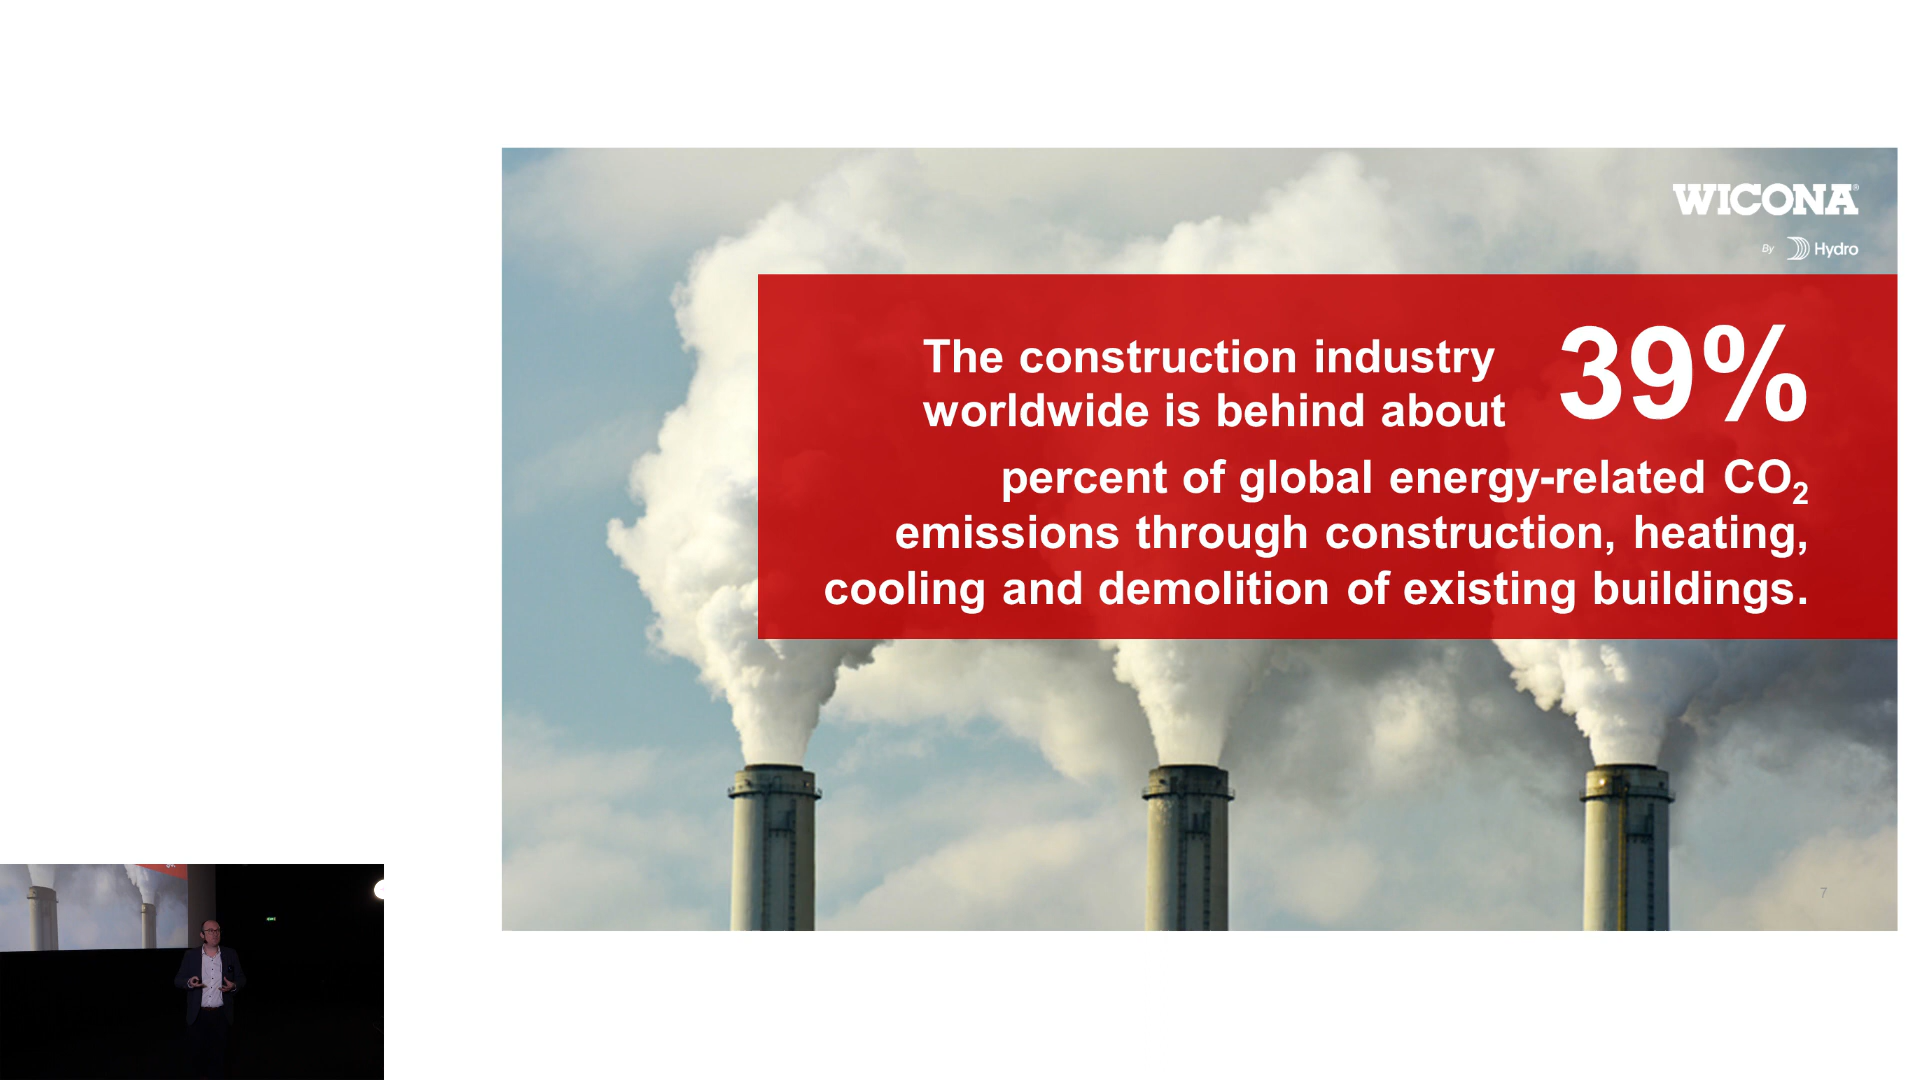 WICONA®
By Hydro
The construction industry 39%
worldwide is behind about
percent of global energy-related CO₂
emissions through construction, heating,
cooling and demolition of existing buildings.
7